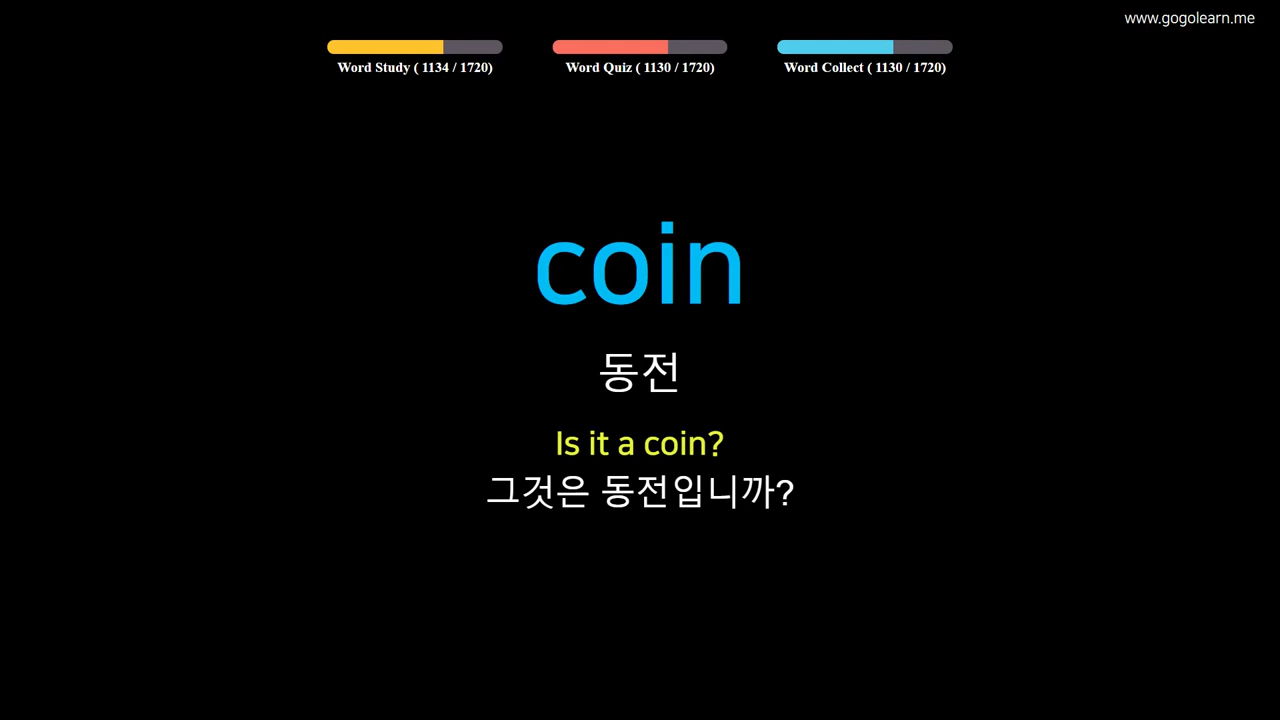 www.gogolearn.me
Word Study ( 1134 / 1720)
Word Quiz ( 1130 / 1720)
Word Collect ( 1130 / 1720)
coin
동전
Is it a coin?
그것은 동전입니까?